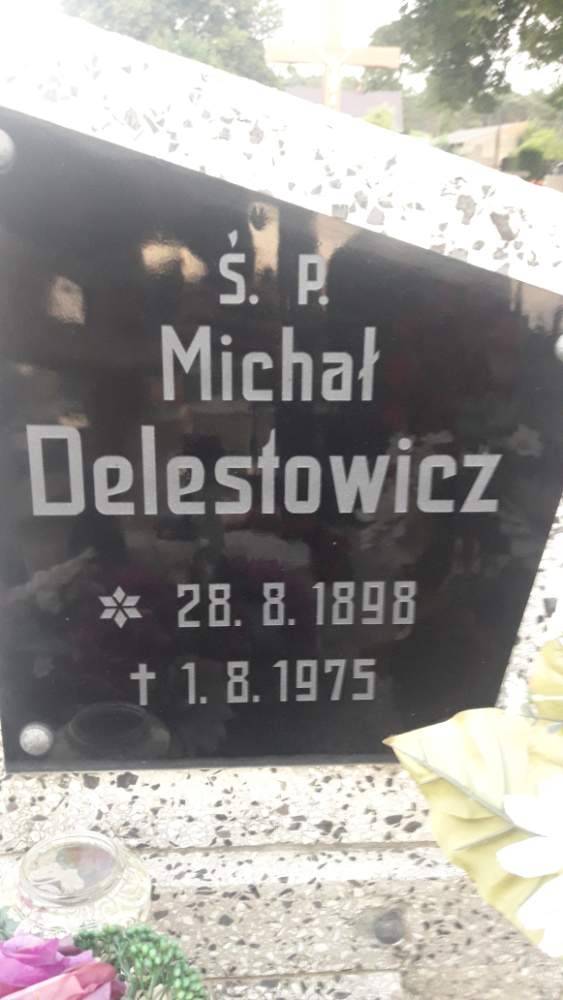 Ś. P.
Michał
Delestowicz
* 28. 8. 1898
† 1. 8. 1975